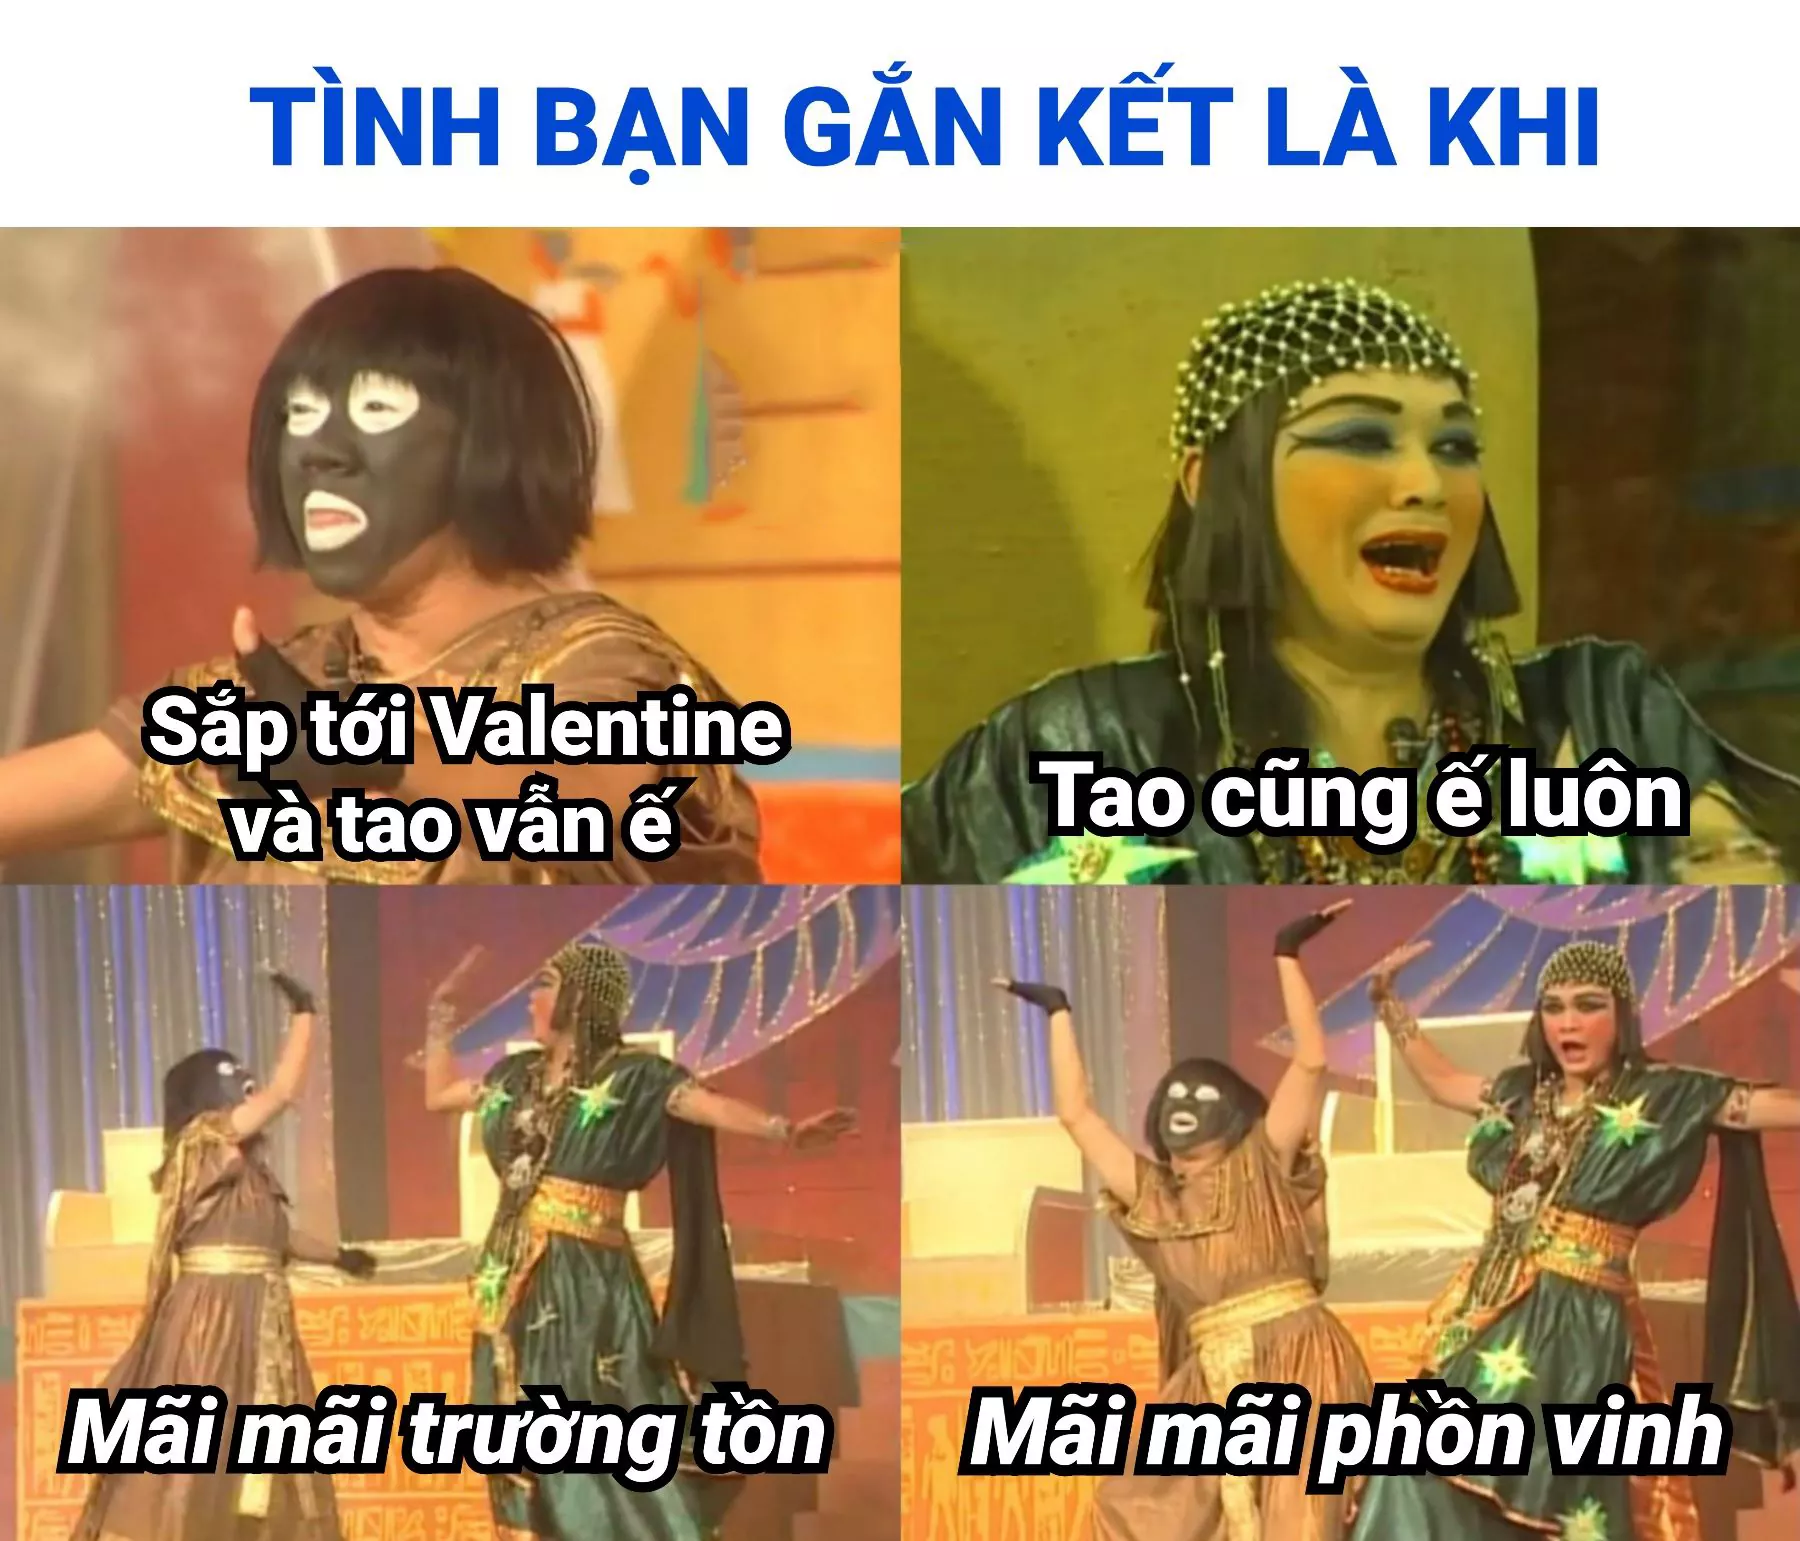 TÌNH BẠN GẮN KẾT LÀ KHI
Sắp tới Valentine
và tao vẫn ế
Tao cũng ế luôn
Mãi mãi trường tồn
Mãi mãi phồn vinh